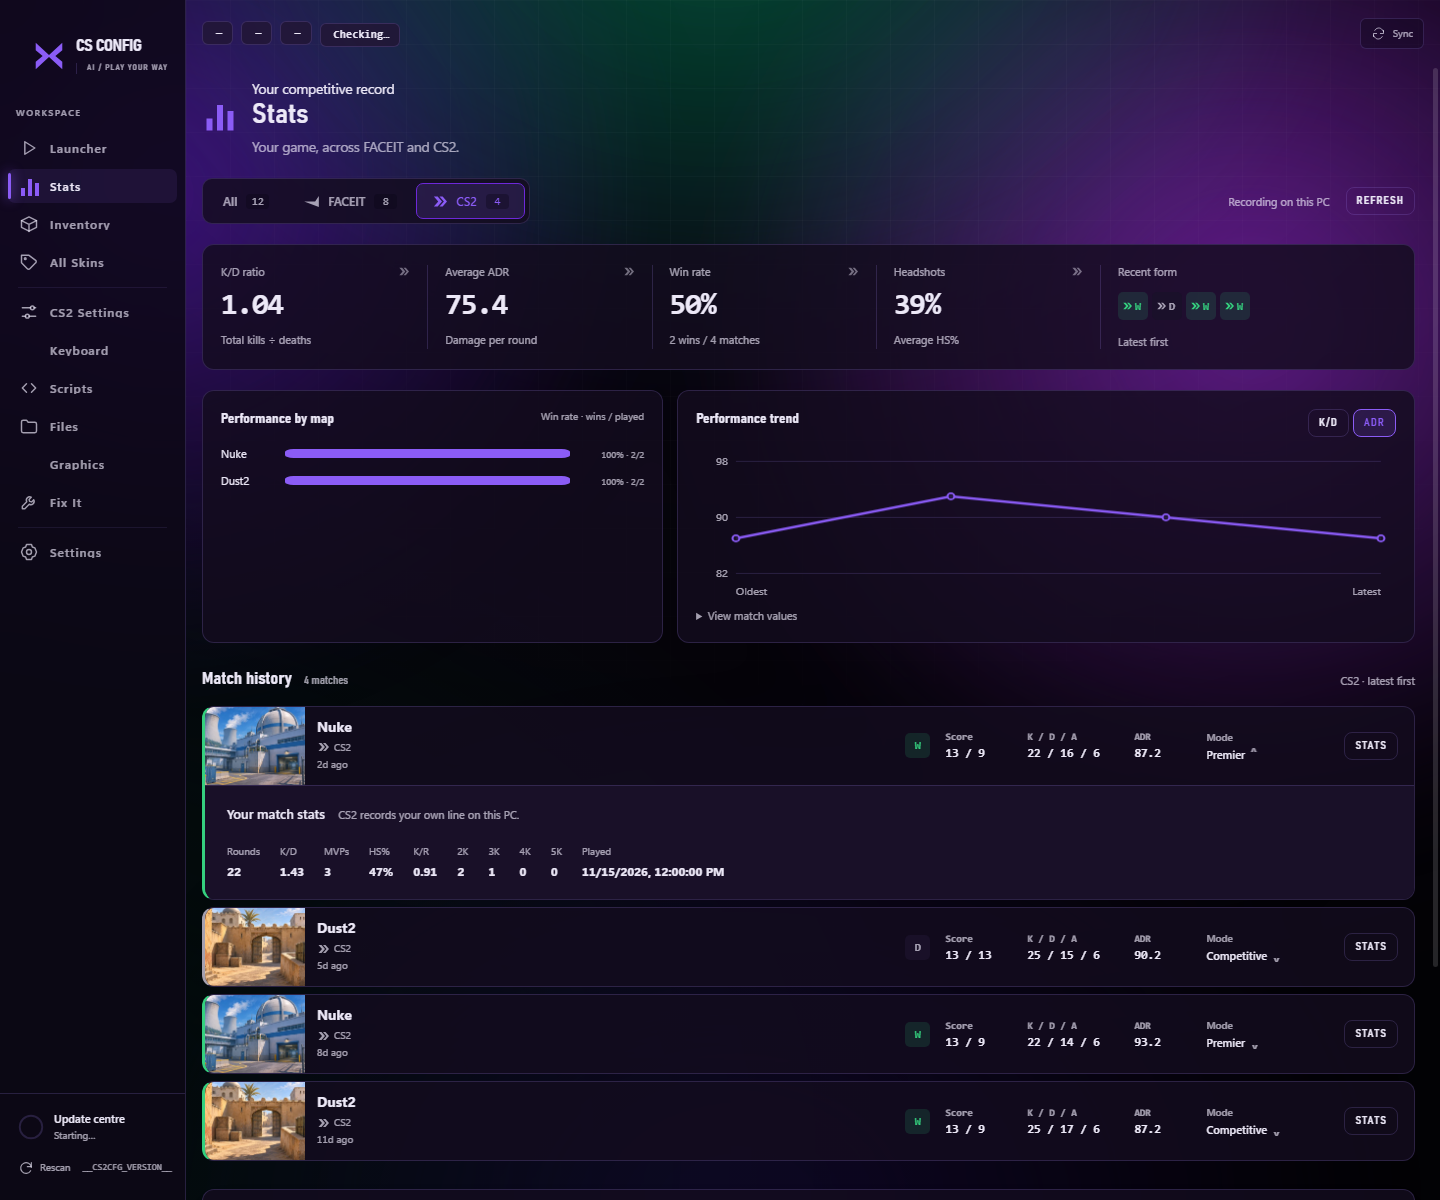 CS CONFIG
AI / PLAY YOUR WAY
WORKSPACE
Launcher
Stats
Inventory
All Skins
CS2 Settings
Keyboard
Scripts
Files
Graphics
Fix It
Settings
Update centre
Starting...
Rescan __CS2CFG_VERSION__
– – – Checking…
Sync
Your competitive record
Stats
Your game, across FACEIT and CS2.
All 12 FACEIT 8 CS2 4
Recording on this PC REFRESH
K/D ratio
1.04
Total kills ÷ deaths
Average ADR
75.4
Damage per round
Win rate
50%
2 wins / 4 matches
Headshots
39%
Average HS%
Recent form
W D W W
Latest first
Performance by map Win rate · wins / played
Nuke 100% · 2/2
Dust2 100% · 2/2
Performance trend K/D ADR
98
90
82
Oldest Latest
View match values
Match history 4 matches CS2 · latest first
Nuke
CS2
2d ago
W
Score K / D / A ADR Mode
13 / 9 22 / 16 / 6 87.2 Premier
STATS
Your match stats CS2 records your own line on this PC.
Rounds K/D MVPs HS% K/R 2K 3K 4K 5K Played
22 1.43 3 47% 0.91 2 1 0 0 11/15/2026, 12:00:00 PM
Dust2
CS2
5d ago
D
Score K / D / A ADR Mode
13 / 13 25 / 15 / 6 90.2 Competitive
STATS
Nuke
CS2
8d ago
W
Score K / D / A ADR Mode
13 / 9 22 / 14 / 6 93.2 Premier
STATS
Dust2
CS2
11d ago
W
Score K / D / A ADR Mode
13 / 9 25 / 17 / 6 87.2 Competitive
STATS